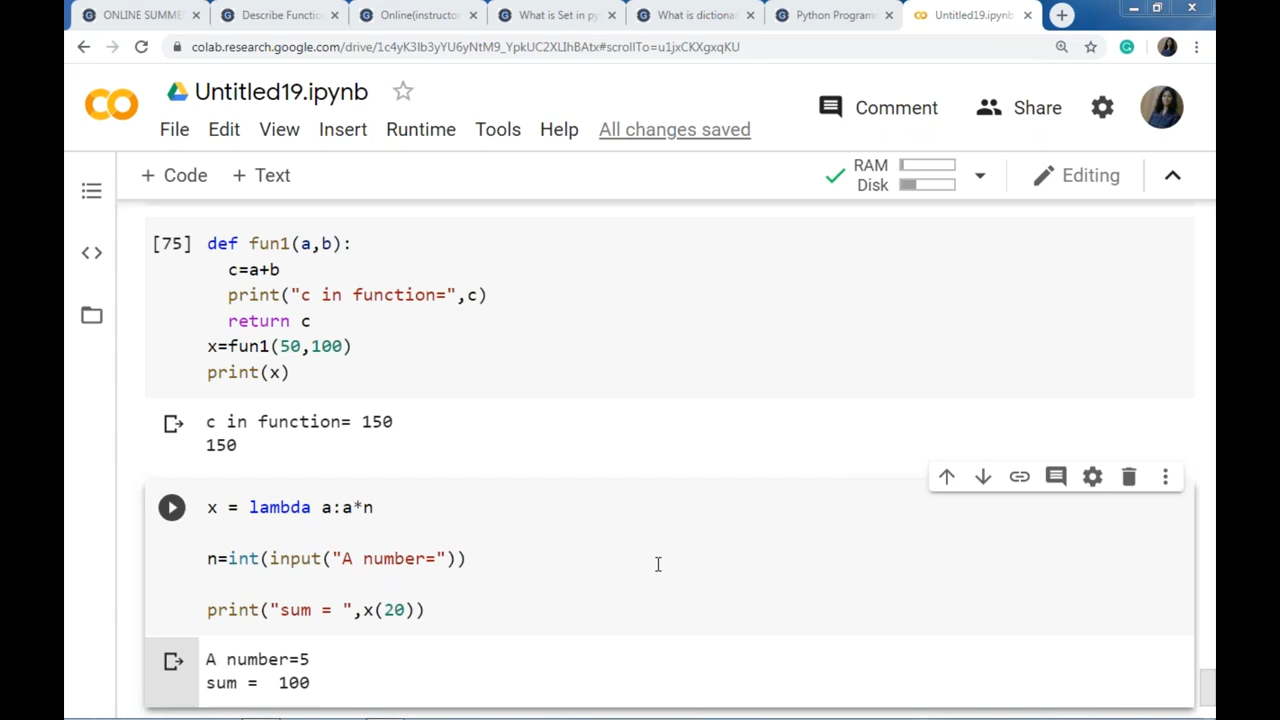 ONLINE SUMME
Describe Functio
Online(instructor
What is Set in py
What is dictiona
Python Program
Untitled19.ipynb
colab.research.google.com/drive/1c4yK3Ib3yYU6yNtM9_YpkUC2XLIhBAtx#scrollTo=u1jxCKXgxqKU
CO Untitled19.ipynb
Comment Share
File Edit View Insert Runtime Tools Help All changes saved
+ Code + Text RAM Disk Editing
[75] def fun1(a,b):
c=a+b
print("c in function=",c)
return c
x=fun1(50,100)
print(x)
c in function= 150
150
x = lambda a:a*n
n=int(input("A number="))
print("sum = ",x(20))
A number=5
sum =  100